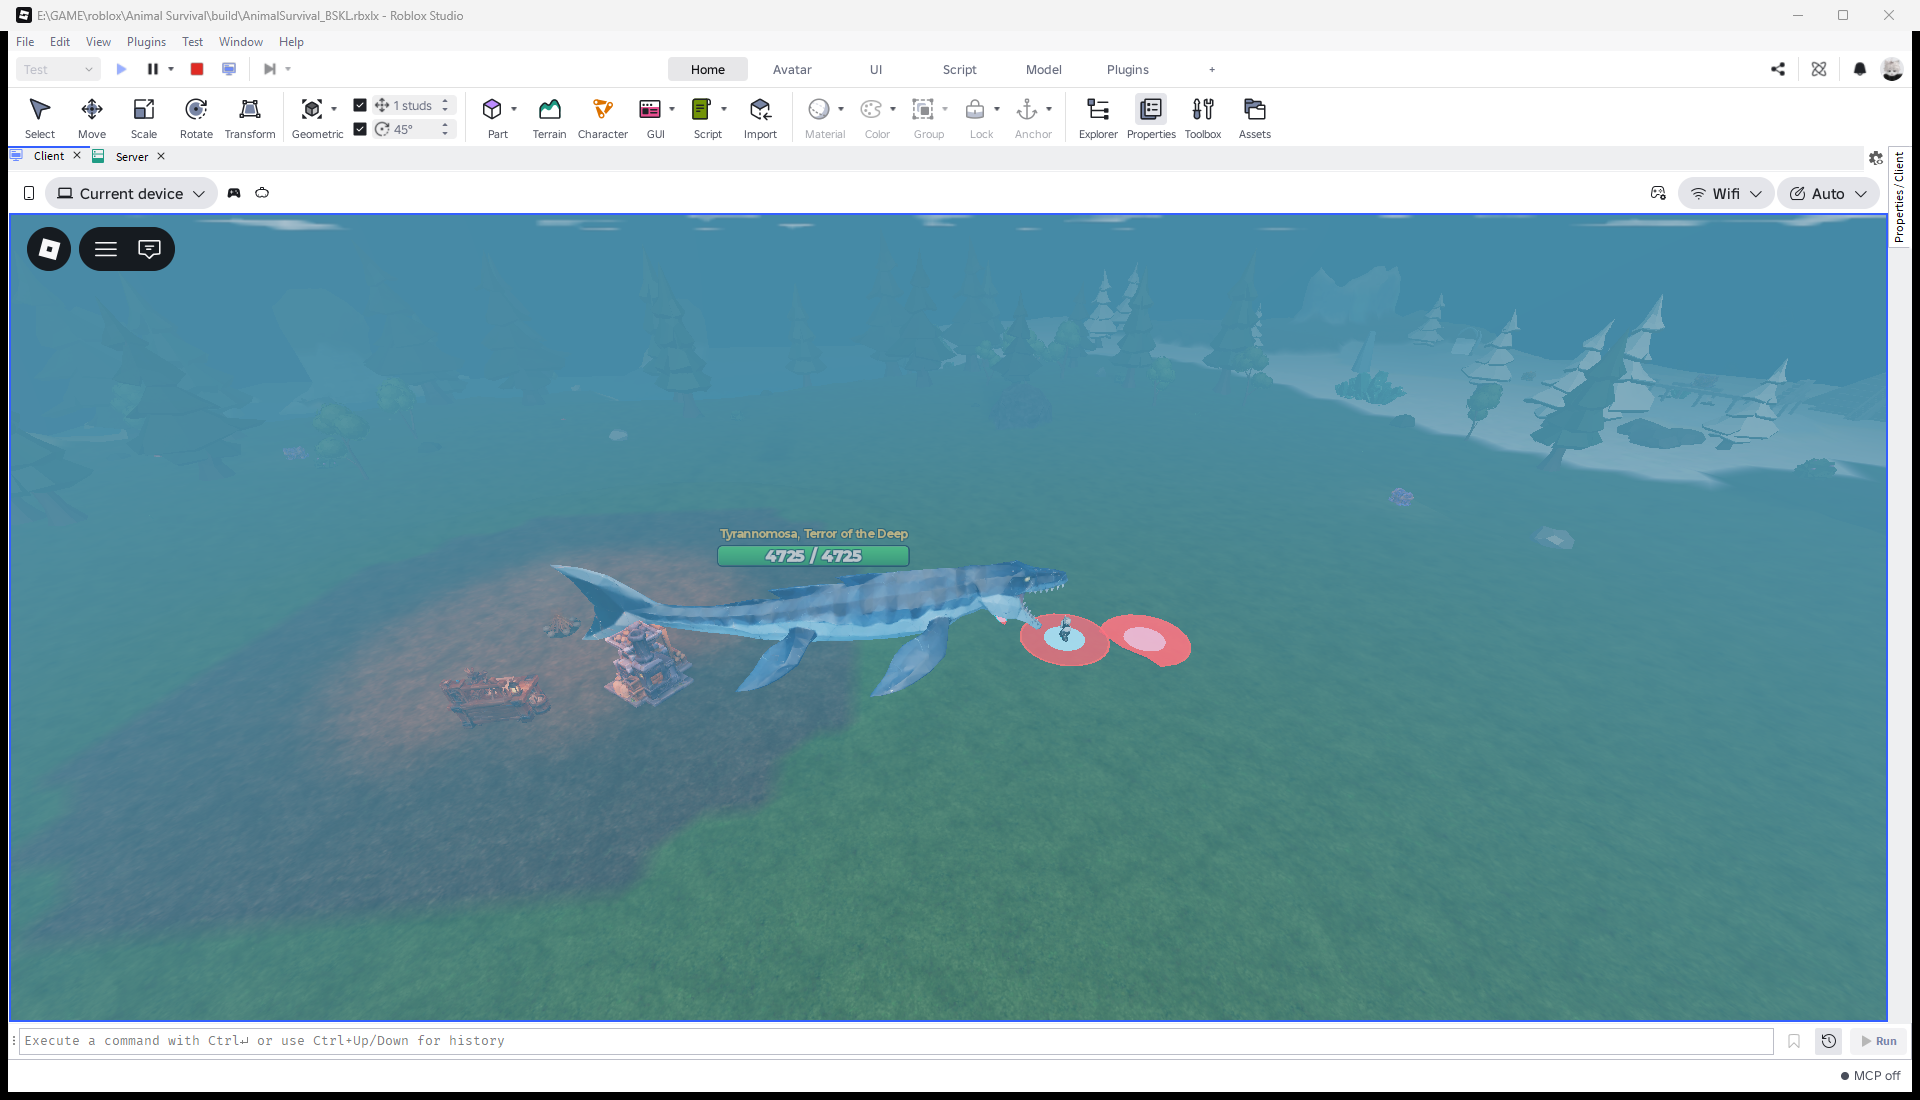 E:\GAME\roblox\Animal Survival\build\AnimalSurvival_BSKL.rbxlx - Roblox Studio
File Edit View Plugins Test Window Help
Test
Home Avatar UI Script Model Plugins +
1 studs
45°
Select Move Scale Rotate Transform Geometric Part Terrain Character GUI Script Import Material Color Group Lock Anchor Explorer Properties Toolbox Assets
Client Server
Properties / Client
Current device
Wifi
Auto
Tyrannomosa, Terror of the Deep
4725 / 4725
Execute a command with Ctrl↵ or use Ctrl+Up/Down for history
Run
MCP off